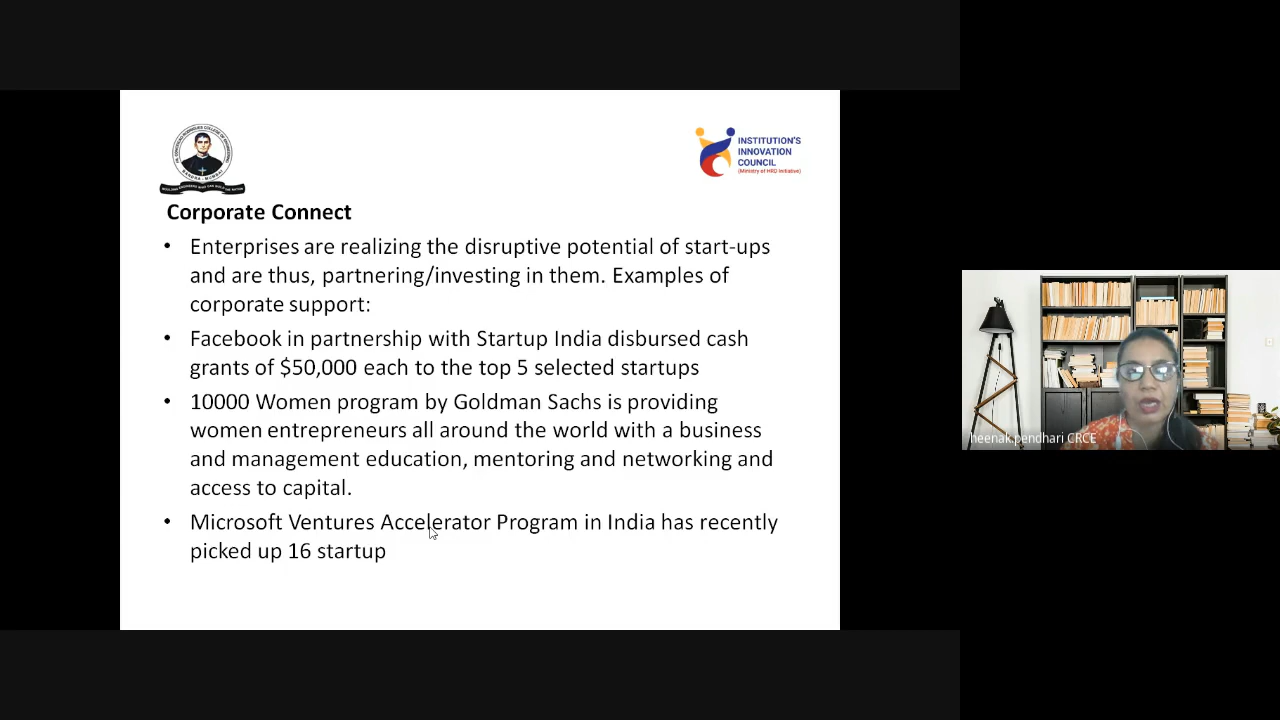 INSTITUTION'S
INNOVATION
COUNCIL
(Ministry of HRD Initiative)
Corporate Connect
• Enterprises are realizing the disruptive potential of start-ups
and are thus, partnering/investing in them. Examples of
corporate support:
• Facebook in partnership with Startup India disbursed cash
grants of $50,000 each to the top 5 selected startups
• 10000 Women program by Goldman Sachs is providing
women entrepreneurs all around the world with a business
and management education, mentoring and networking and
access to capital.
• Microsoft Ventures Accelerator Program in India has recently
picked up 16 startup
heenak.pendhari CRCE